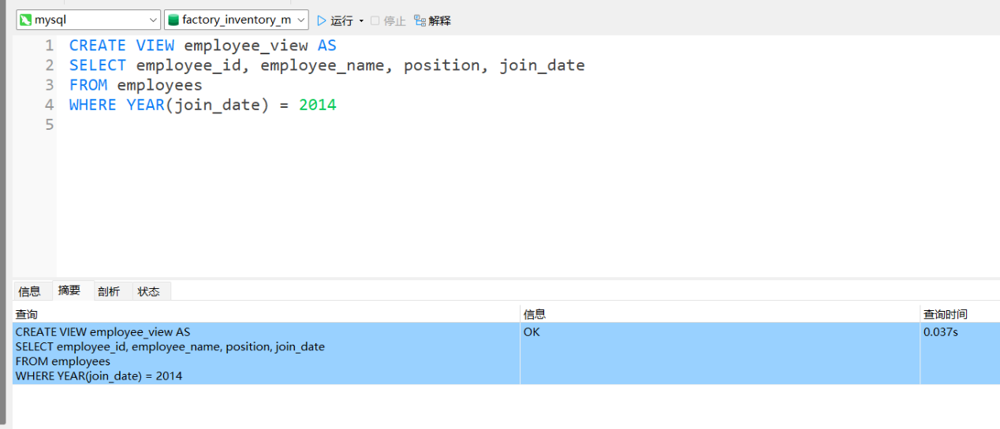 mysql factory_inventory_m 运行 停止 解释
1 CREATE VIEW employee_view AS
2 SELECT employee_id, employee_name, position, join_date
3 FROM employees
4 WHERE YEAR(join_date) = 2014
5
信息 摘要 剖析 状态
查询 信息 查询时间
CREATE VIEW employee_view AS OK 0.037s
SELECT employee_id, employee_name, position, join_date
FROM employees
WHERE YEAR(join_date) = 2014